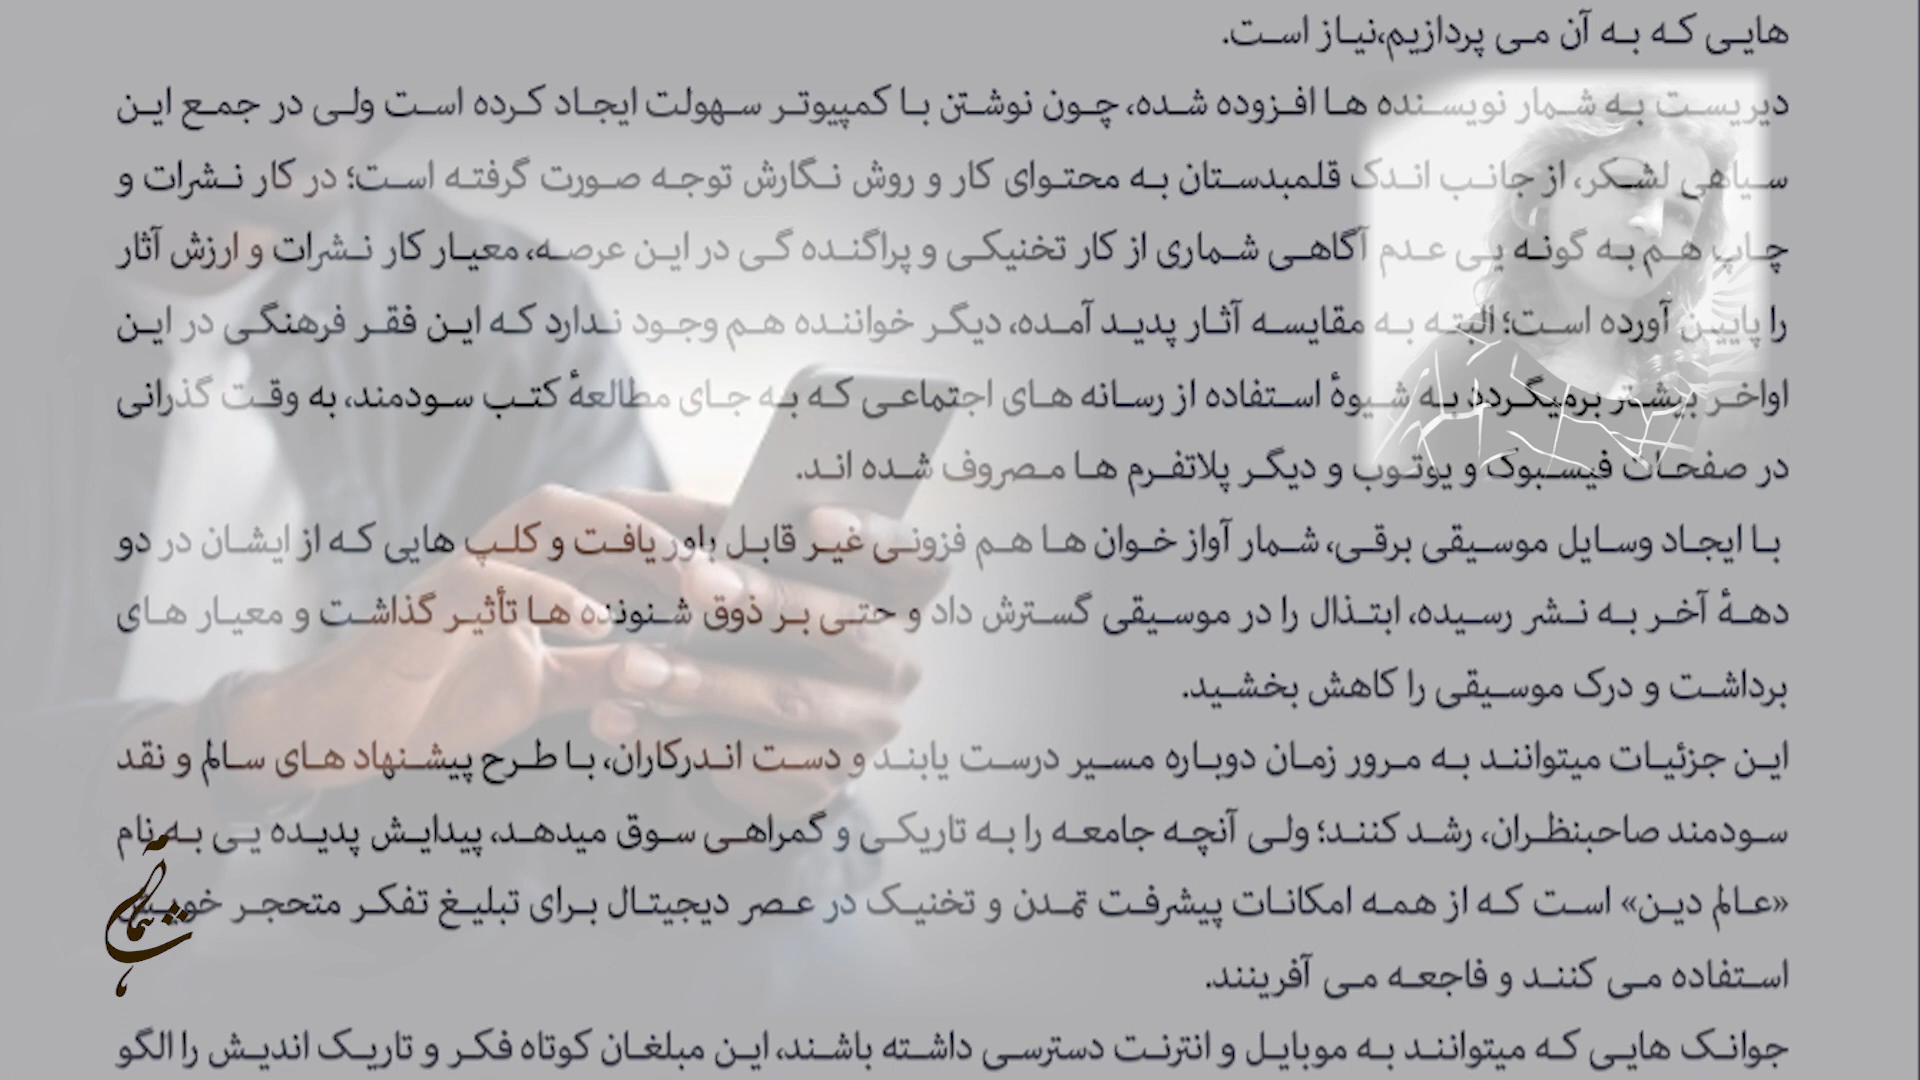 هایی که به آن می پردازیم،نیاز است.
دیریست به شمار نویسنده ها افزوده شده، چون نوشتن با کمپیوتر سهولت ایجاد کرده است ولی در جمع این
سیاهی لشکر، از جانب اندک قلمبدستان به محتوای کار و روش نگارش توجه صورت گرفته است؛ در کار نشرات و
چاپ هم به گونه یی عدم آگاهی شماری از کار تخنیکی و پراگنده گی در این عرصه، معیار کار نشرات و ارزش آثار
را پایین آورده است؛ البته به مقایسه آثار پدید آمده، دیگر خواننده هم وجود ندارد که این فقر فرهنگی در این
اواخر بیشتر برمیگردد به شیوهٔ استفاده از رسانه های اجتماعی که به جای مطالعهٔ کتب سودمند، به وقت گذرانی
در صفحات فیسبوک و یوتوب و دیگر پلاتفرم ها مصروف شده اند.
با ایجاد وسایل موسیقی برقی، شمار آواز خوان ها هم فزونی غیر قابل باور یافت و کلپ هایی که از ایشان در دو
دههٔ آخر به نشر رسیده، ابتذال را در موسیقی گسترش داد و حتی بر ذوق شنونده ها تأثیر گذاشت و معیار های
برداشت و درک موسیقی را کاهش بخشید.
این جزئیات میتوانند به مرور زمان دوباره مسیر درست یابند و دست اندرکاران، با طرح پیشنهاد های سالم و نقد
سودمند صاحبنظران، رشد کنند؛ ولی آنچه جامعه را به تاریکی و گمراهی سوق میدهد، پیدایش پدیده یی به نام
«عالم دین» است که از همه امکانات پیشرفت تمدن و تخنیک در عصر دیجیتال برای تبلیغ تفکر متحجر خویش
استفاده می کنند و فاجعه می آفرینند.
جوانک هایی که میتوانند به موبایل و انترنت دسترسی داشته باشند، این مبلغان کوتاه فکر و تاریک اندیش را الگو